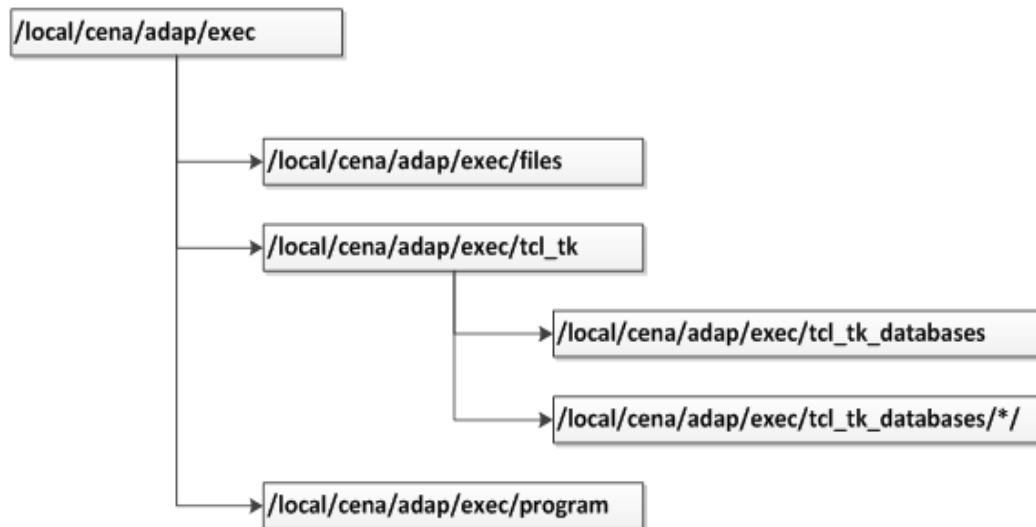 /local/cena/adap/exec
/local/cena/adap/exec/files
/local/cena/adap/exec/tcl_tk
/local/cena/adap/exec/tcl_tk_databases
/local/cena/adap/exec/tcl_tk_databases/*/
/local/cena/adap/exec/program